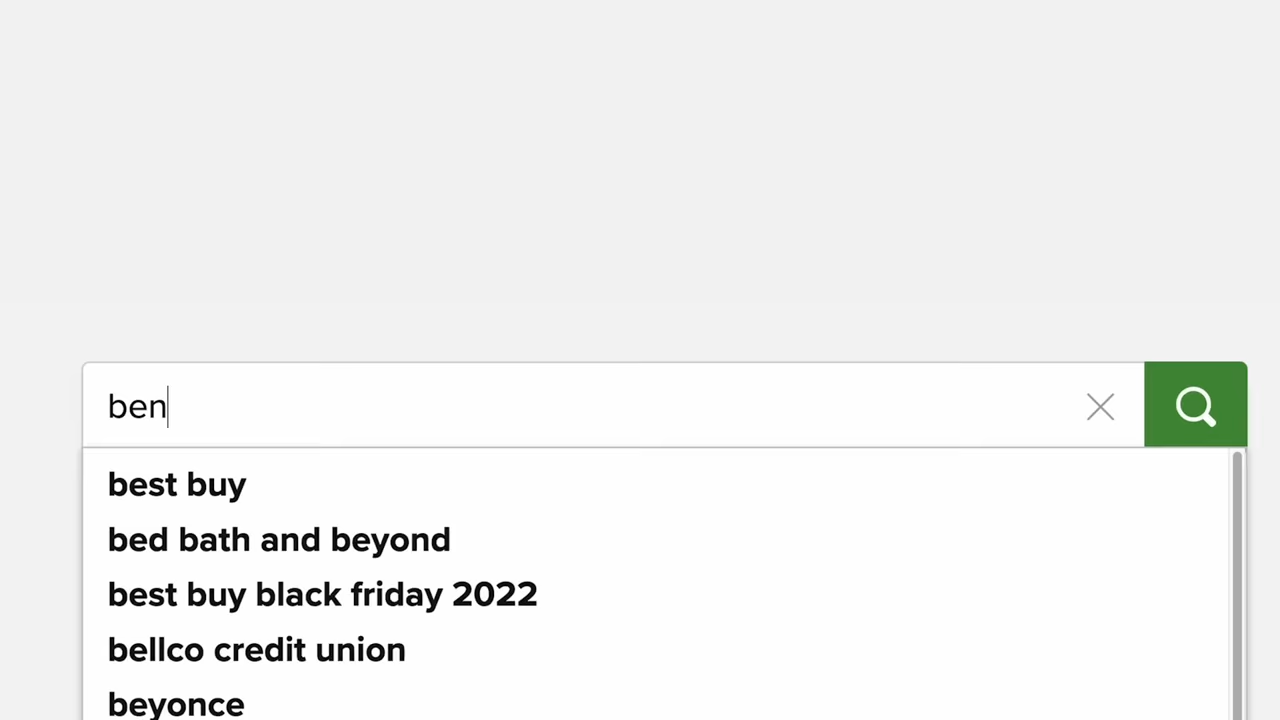 ben
best buy
bed bath and beyond
best buy black friday 2022
bellco credit union
beyonce